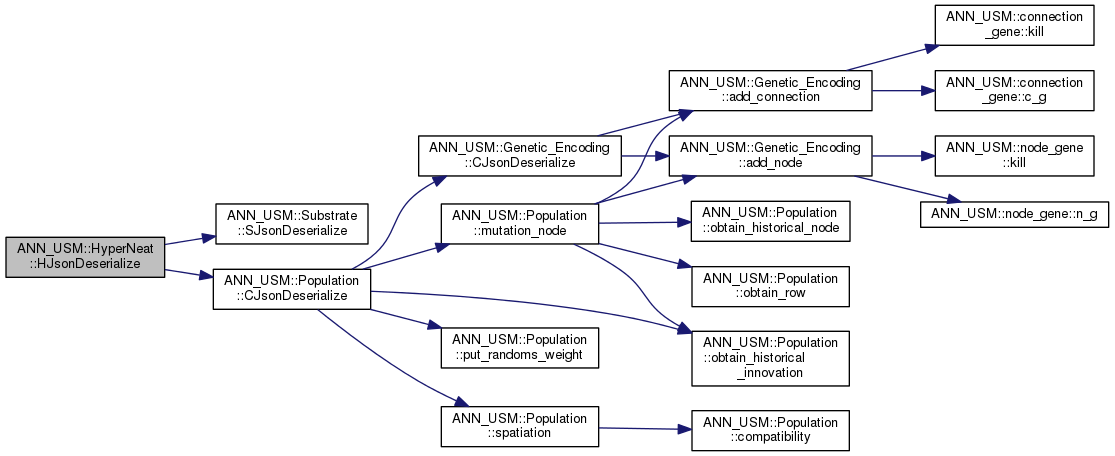 ANN_USM::HyperNeat
::HJsonDeserialize
ANN_USM::Substrate
::SJsonDeserialize
ANN_USM::Population
::CJsonDeserialize
ANN_USM::Genetic_Encoding
::CJsonDeserialize
ANN_USM::Population
::mutation_node
ANN_USM::Population
::put_randoms_weight
ANN_USM::Population
::spatiation
ANN_USM::Genetic_Encoding
::add_connection
ANN_USM::Genetic_Encoding
::add_node
ANN_USM::Population
::obtain_historical_node
ANN_USM::Population
::obtain_row
ANN_USM::Population
::obtain_historical
_innovation
ANN_USM::Population
::compatibility
ANN_USM::connection
_gene::kill
ANN_USM::connection
_gene::c_g
ANN_USM::node_gene
::kill
ANN_USM::node_gene::n_g